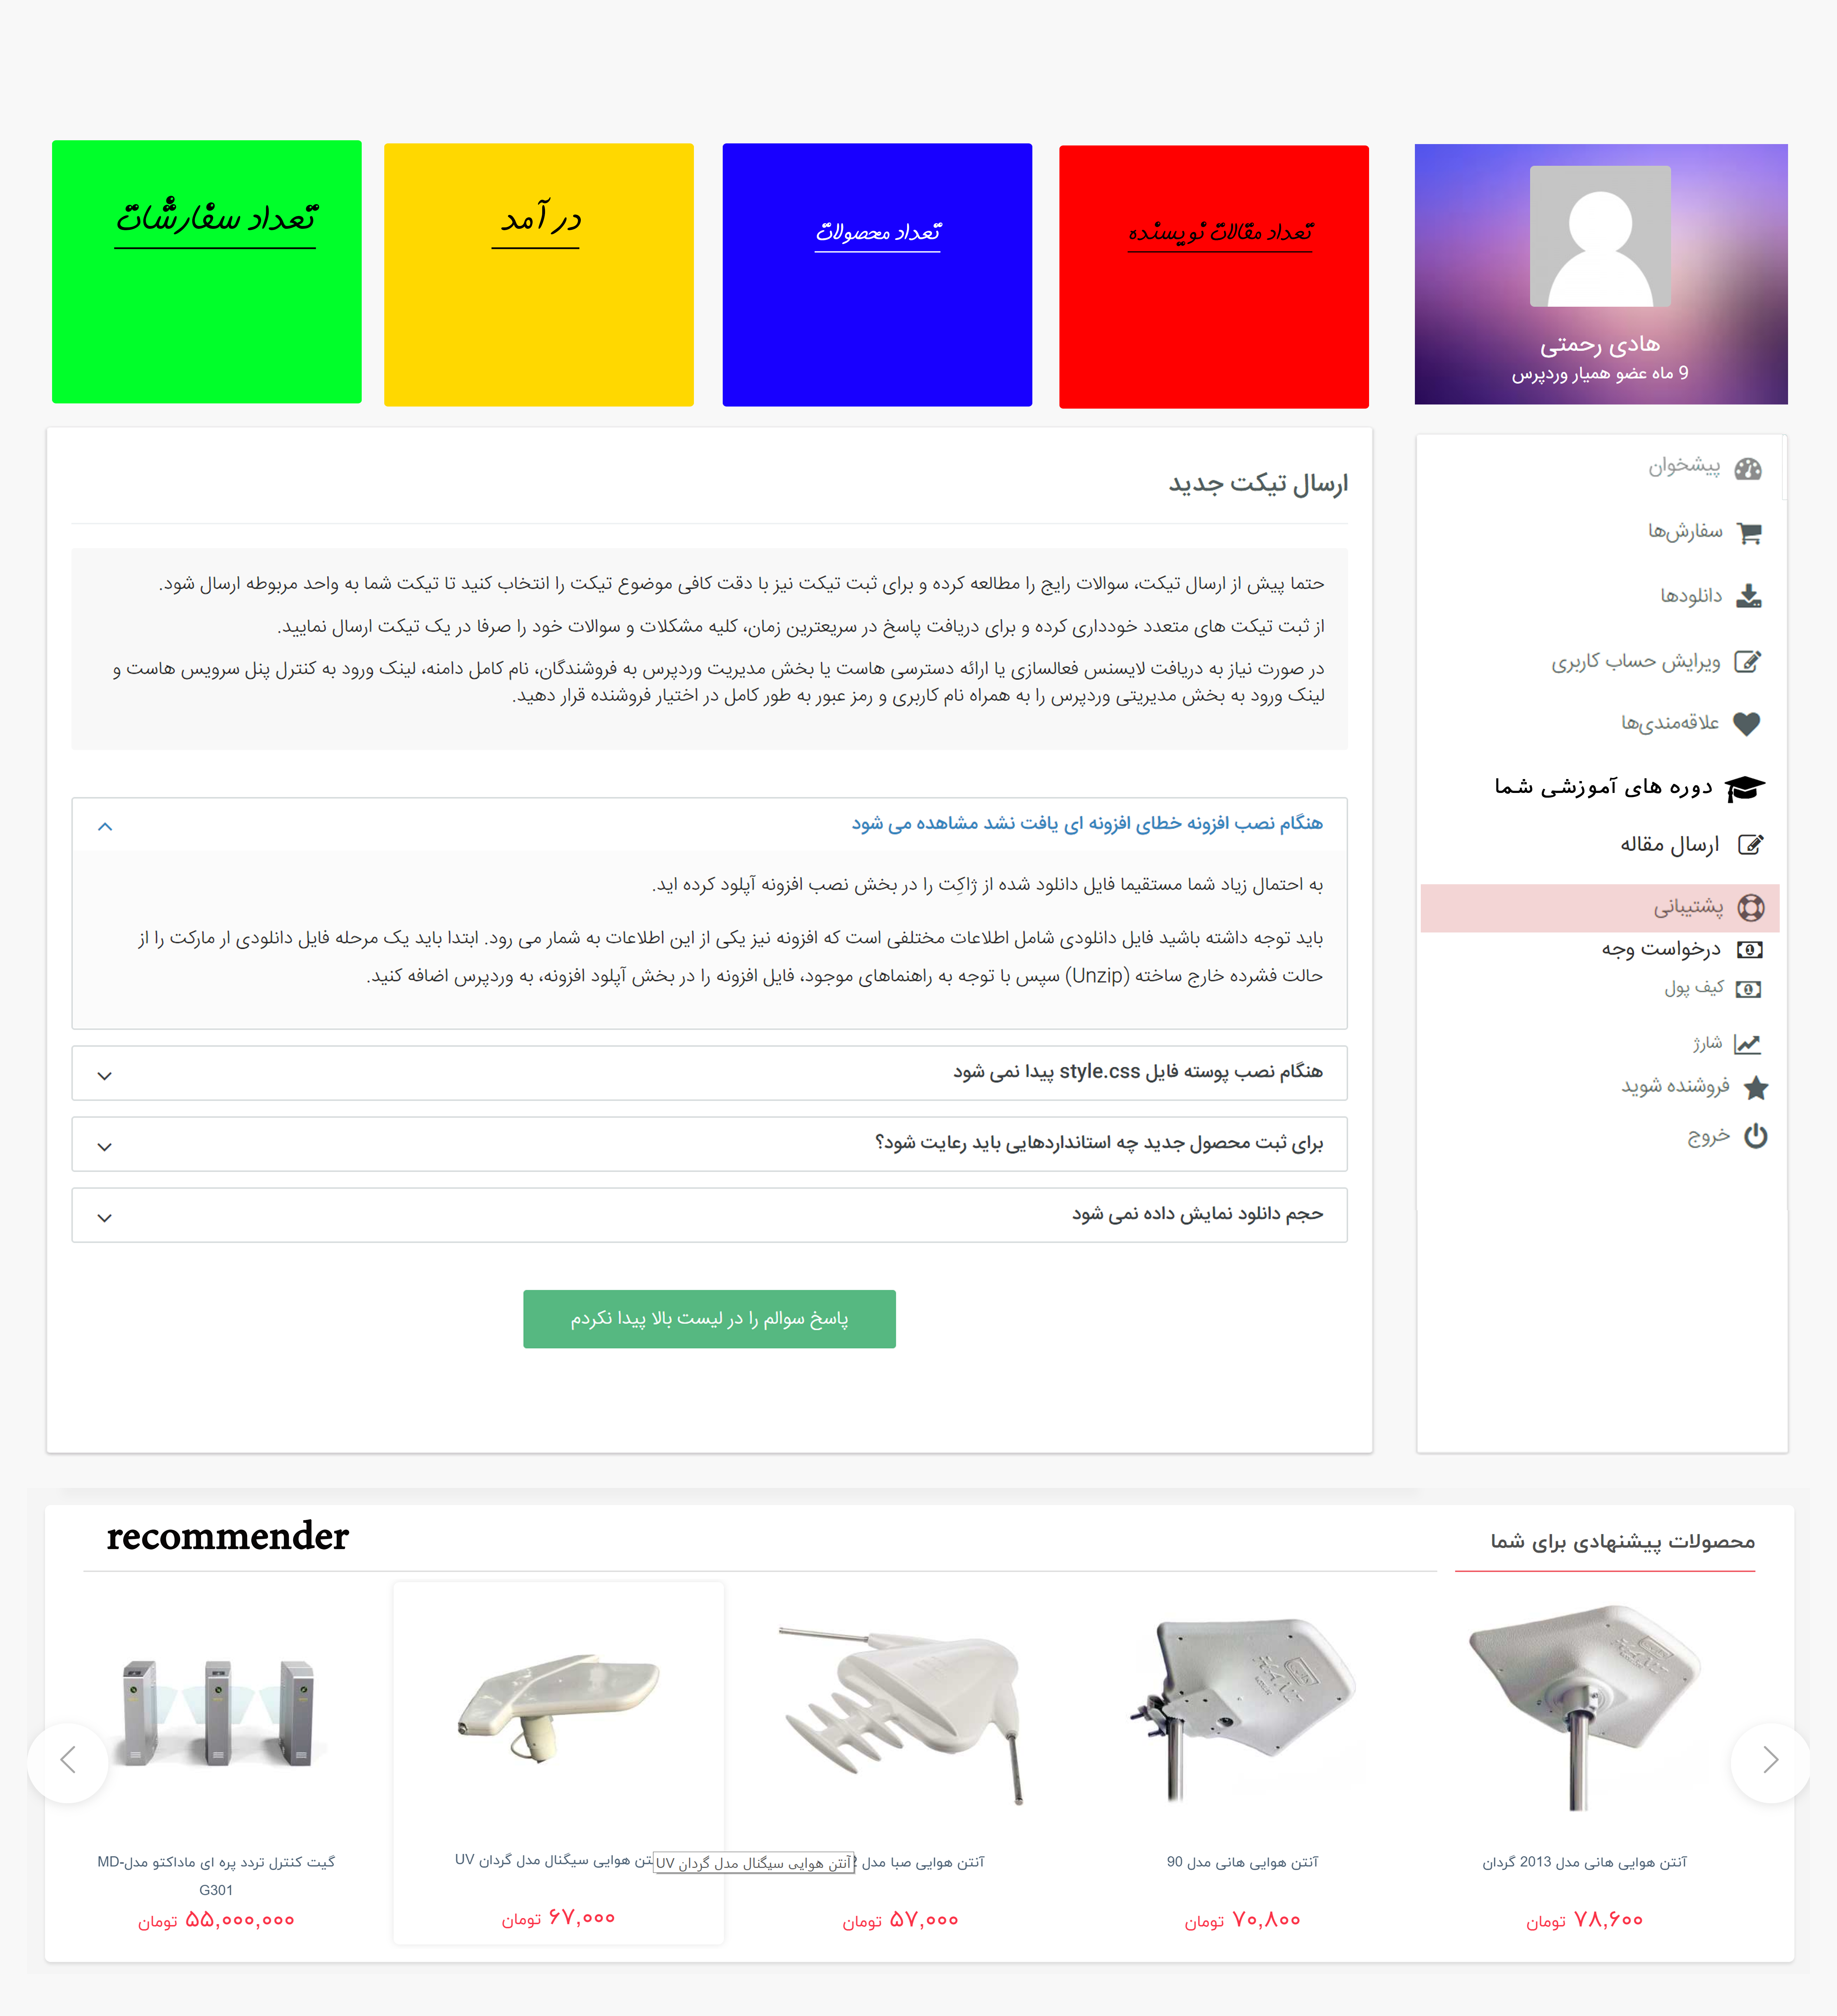 هادی رحمتی
9 ماه عضو همیار وردپرس
تعداد مقالات نویسنده
تعداد محصولات
در آمد
تعداد سفارشات
پیشخوان
سفارش‌ها
دانلودها
ویرایش حساب کاربری
علاقه‌مندی‌ها
دوره های آموزشی شما
ارسال مقاله
پشتیبانی
درخواست وجه
کیف پول
شارژ
فروشنده شوید
خروج
ارسال تیکت جدید
حتما پیش از ارسال تیکت، سوالات رایج را مطالعه کرده و برای ثبت تیکت نیز با دقت کافی موضوع تیکت را انتخاب کنید تا تیکت شما به واحد مربوطه ارسال شود.
از ثبت تیکت های متعدد خودداری کرده و برای دریافت پاسخ در سریعترین زمان، کلیه مشکلات و سوالات خود را صرفا در یک تیکت ارسال نمایید.
در صورت نیاز به دریافت لایسنس فعالسازی یا ارائه دسترسی هاست یا بخش مدیریت وردپرس به فروشندگان، نام کامل دامنه، لینک ورود به کنترل پنل سرویس هاست و
لینک ورود به بخش مدیریتی وردپرس را به همراه نام کاربری و رمز عبور به طور کامل در اختیار فروشنده قرار دهید.
هنگام نصب افزونه خطای افزونه ای یافت نشد مشاهده می شود
به احتمال زیاد شما مستقیما فایل دانلود شده از ژاکِت را در بخش نصب افزونه آپلود کرده اید.
باید توجه داشته باشید فایل دانلودی شامل اطلاعات مختلفی است که افزونه نیز یکی از این اطلاعات به شمار می رود. ابتدا باید یک مرحله فایل دانلودی ار مارکت را از
حالت فشرده خارج ساخته (Unzip) سپس با توجه به راهنماهای موجود، فایل افزونه را در بخش آپلود افزونه، به وردپرس اضافه کنید.
هنگام نصب پوسته فایل style.css پیدا نمی شود
برای ثبت محصول جدید چه استانداردهایی باید رعایت شود؟
حجم دانلود نمایش داده نمی شود
پاسخ سوالم را در لیست بالا پیدا نکردم
محصولات پیشنهادی برای شما
recommender
آنتن هوایی هانی مدل 2013 گردان
۷۸,۶۰۰ تومان
آنتن هوایی هانی مدل 90
۷۰,۸۰۰ تومان
آنتن هوایی صبا مدل
۵۷,۰۰۰ تومان
آنتن هوایی سیگنال مدل گردان UV
تن هوایی سیگنال مدل گردان UV
۶۷,۰۰۰ تومان
گیت کنترل تردد پره ای ماداکتو مدل MD-
G301
۵۵,۰۰۰,۰۰۰ تومان